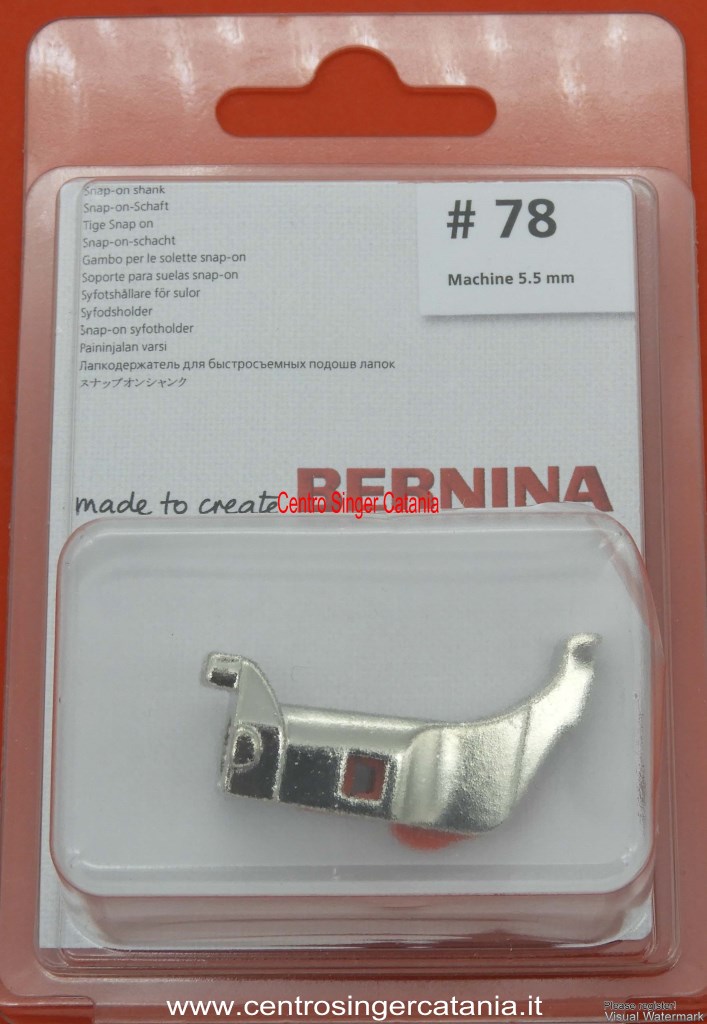 Snap-on shank
Snap-on-Schaft
Tige Snap on
Snap-on-schacht
Gambo per le solette snap-on
Soporte para suelas snap-on
Syfotshållare för sulor
Syfodsholder
Snap-on syfotholder
Paininjalan varsi
Лапкодержатель для быстросъемных подошв лапок
スナップオンシャンク
# 78
Machine 5.5 mm
made to create BERNINA
Centro Singer Catania
www.centrosingercatania.it
Please register!
Visual Watermark